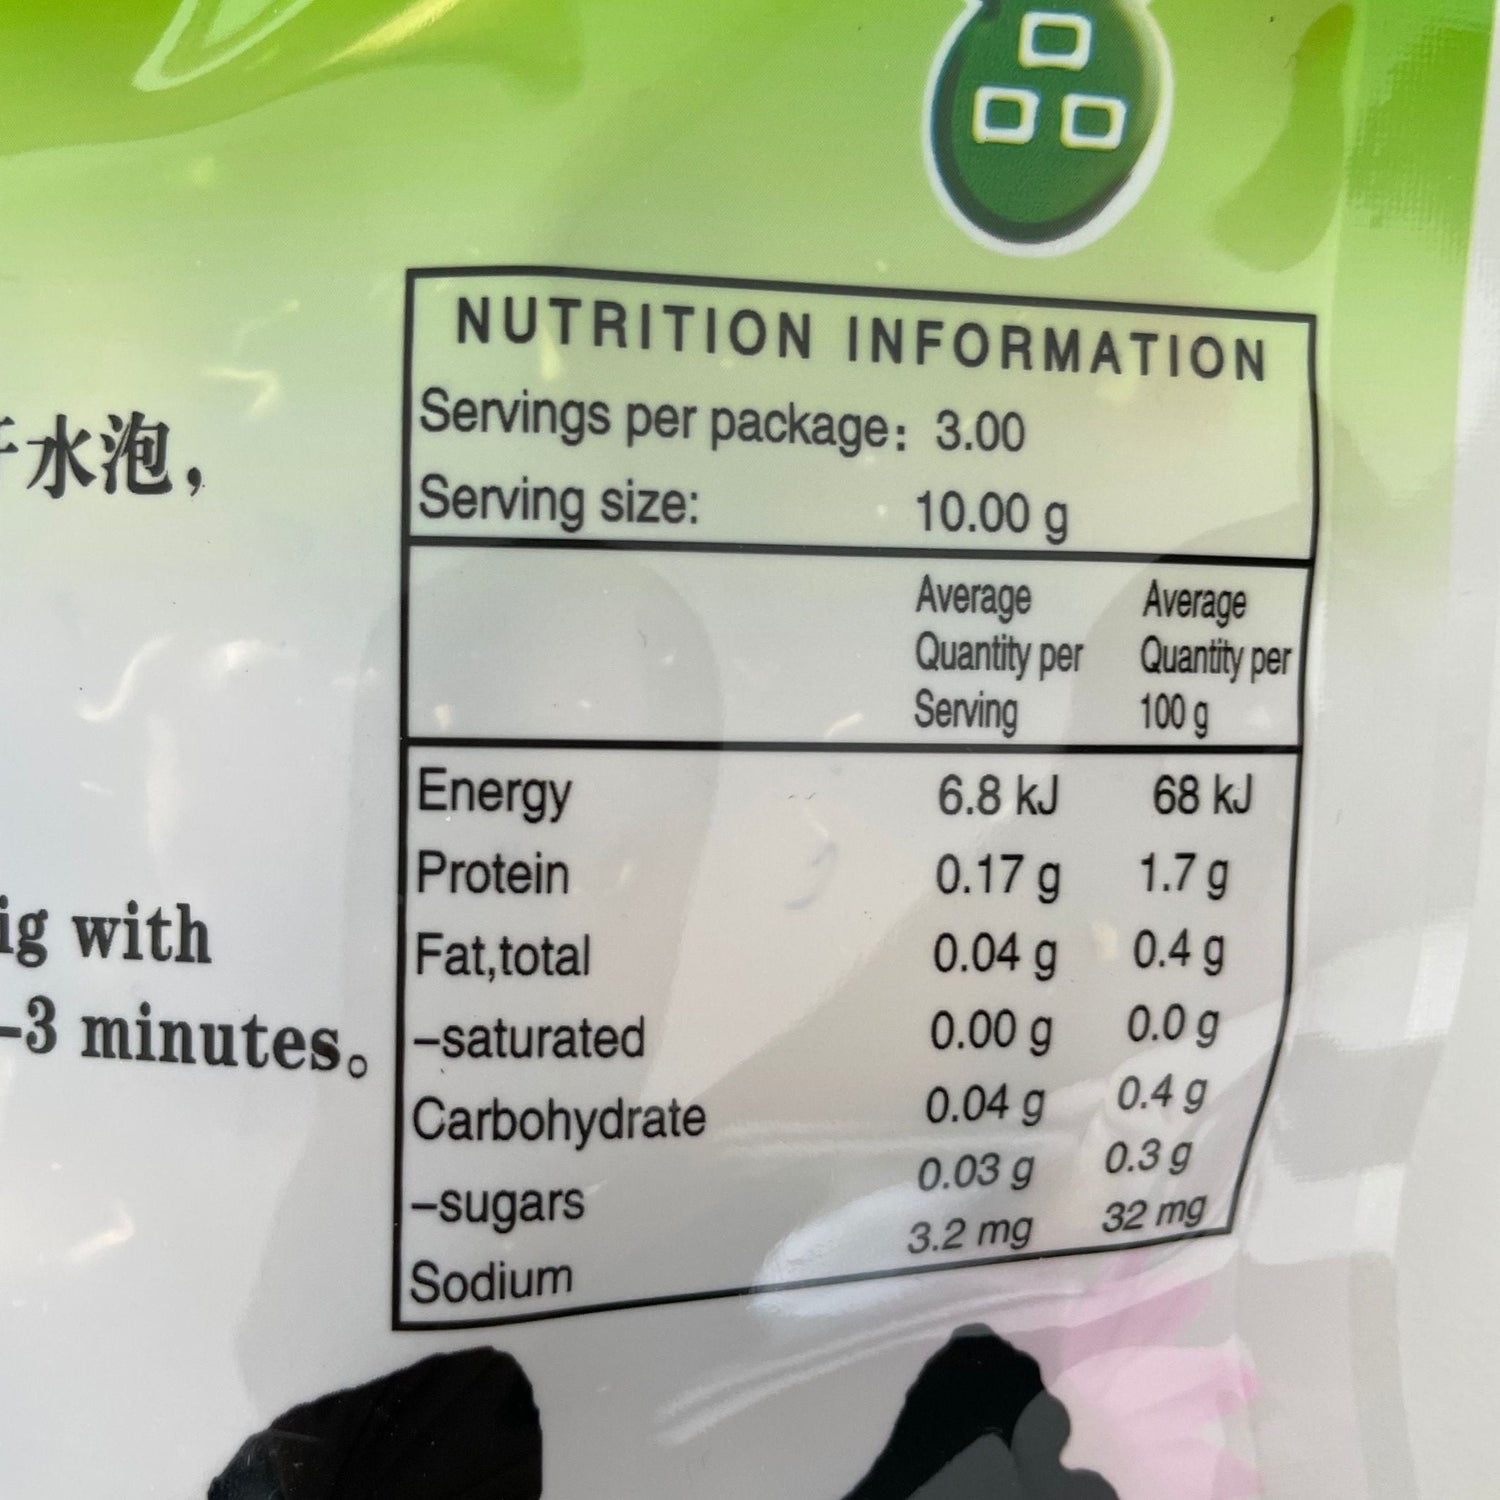 品
水泡，
NUTRITION INFORMATION
Servings per package: 3.00
Serving size: 10.00 g
Average Quantity per Serving Average Quantity per 100 g
Energy 6.8 kJ 68 kJ
Protein 0.17 g 1.7 g
Fat,total 0.04 g 0.4 g
–saturated 0.00 g 0.0 g
Carbohydrate 0.04 g 0.4 g
–sugars 0.03 g 0.3 g
Sodium 3.2 mg 32 mg
ig with
–3 minutes。